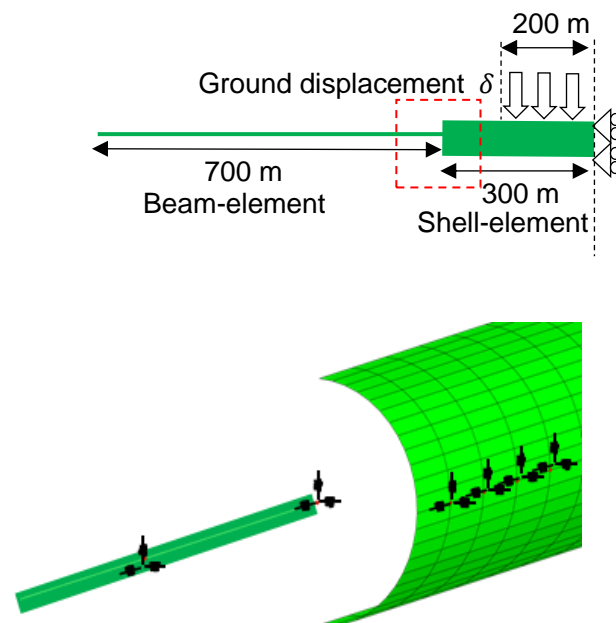 200 m
Ground displacement δ
700 m
Beam-element
300 m
Shell-element